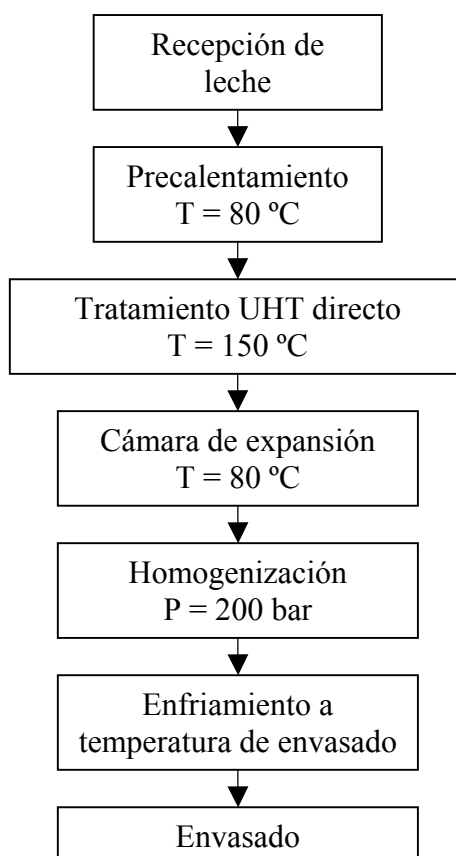 Recepción de
leche
Precalentamiento
T = 80 ºC
Tratamiento UHT directo
T = 150 ºC
Cámara de expansión
T = 80 ºC
Homogenización
P = 200 bar
Enfriamiento a
temperatura de envasado
Envasado